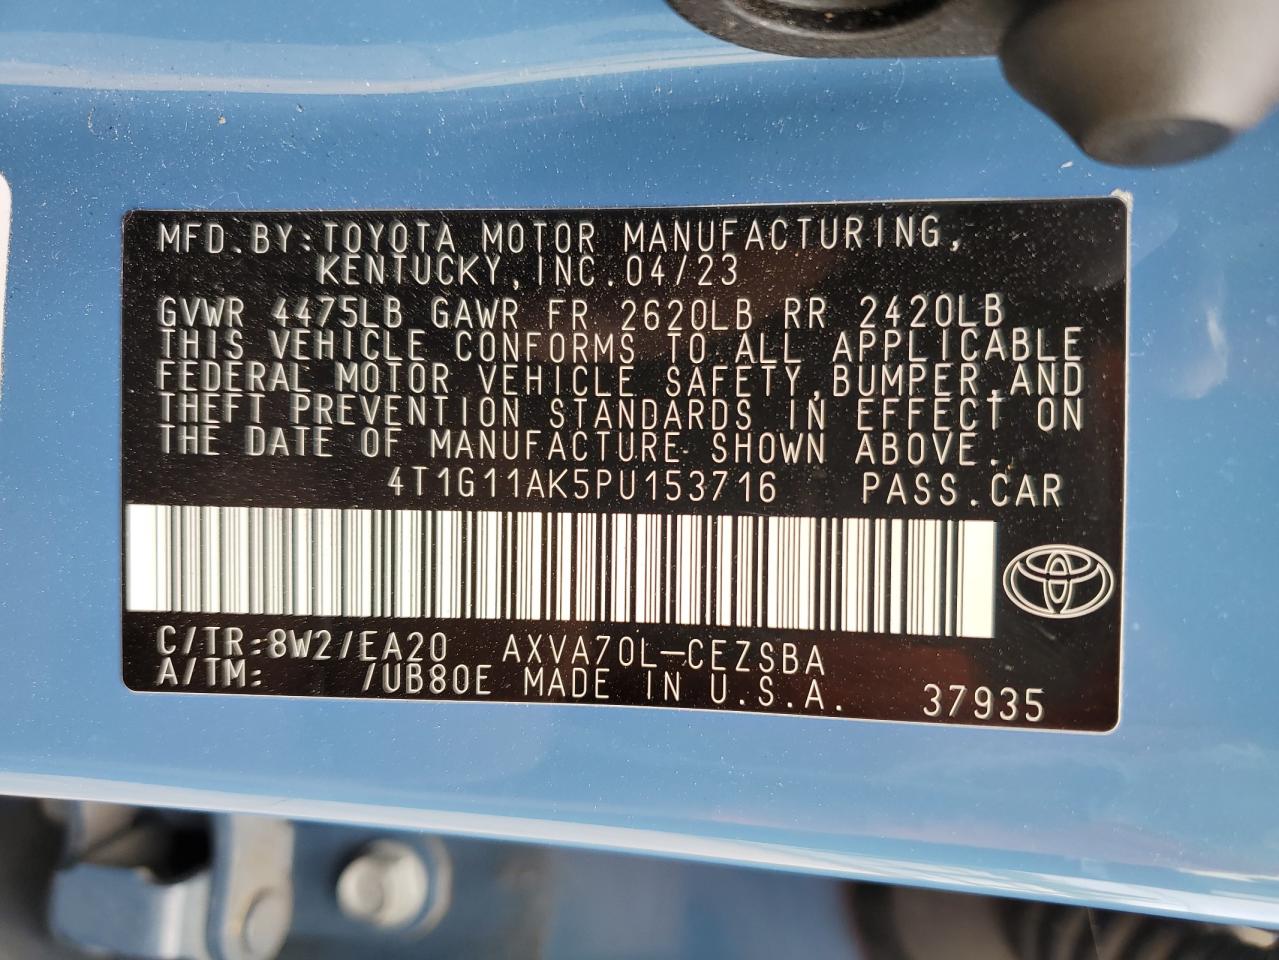 MFD.BY:TOYOTA MOTOR MANUFACTURING,
KENTUCKY,INC.04/23
GVWR 4475LB GAWR FR 2620LB RR 2420LB
THIS VEHICLE CONFORMS TO ALL APPLICABLE
FEDERAL MOTOR VEHICLE SAFETY,BUMPER,AND
THEFT PREVENTION STANDARDS IN EFFECT ON
THE DATE OF MANUFACTURE SHOWN ABOVE.
4T1G11AK5PU153716 PASS.CAR
C/TR:8W2/EA20 AXVA70L-CEZSBA
A/TM: /UB80E MADE IN U.S.A. 37935